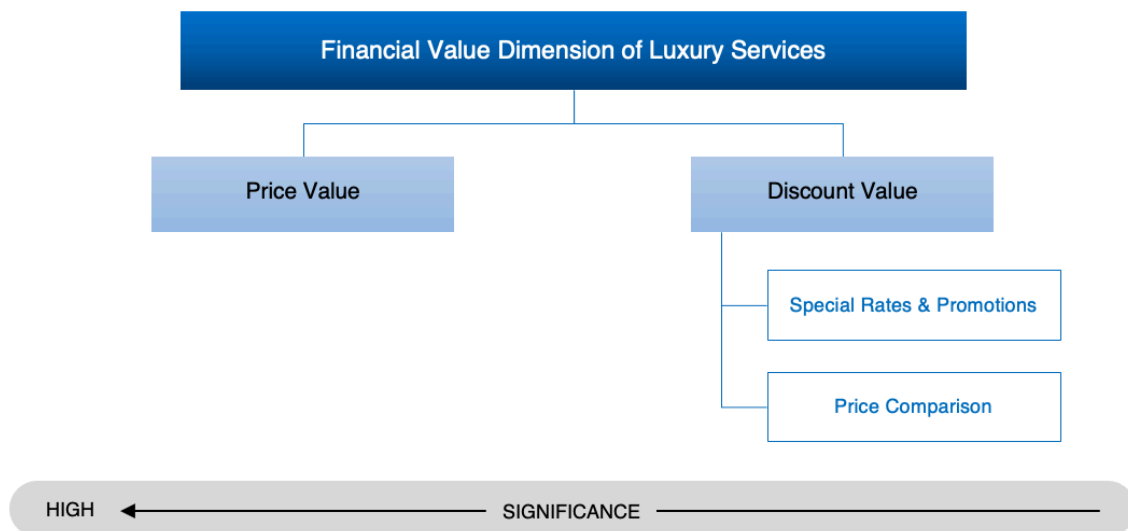 Financial Value Dimension of Luxury Services
Price Value
Discount Value
Special Rates & Promotions
Price Comparison
HIGH
SIGNIFICANCE